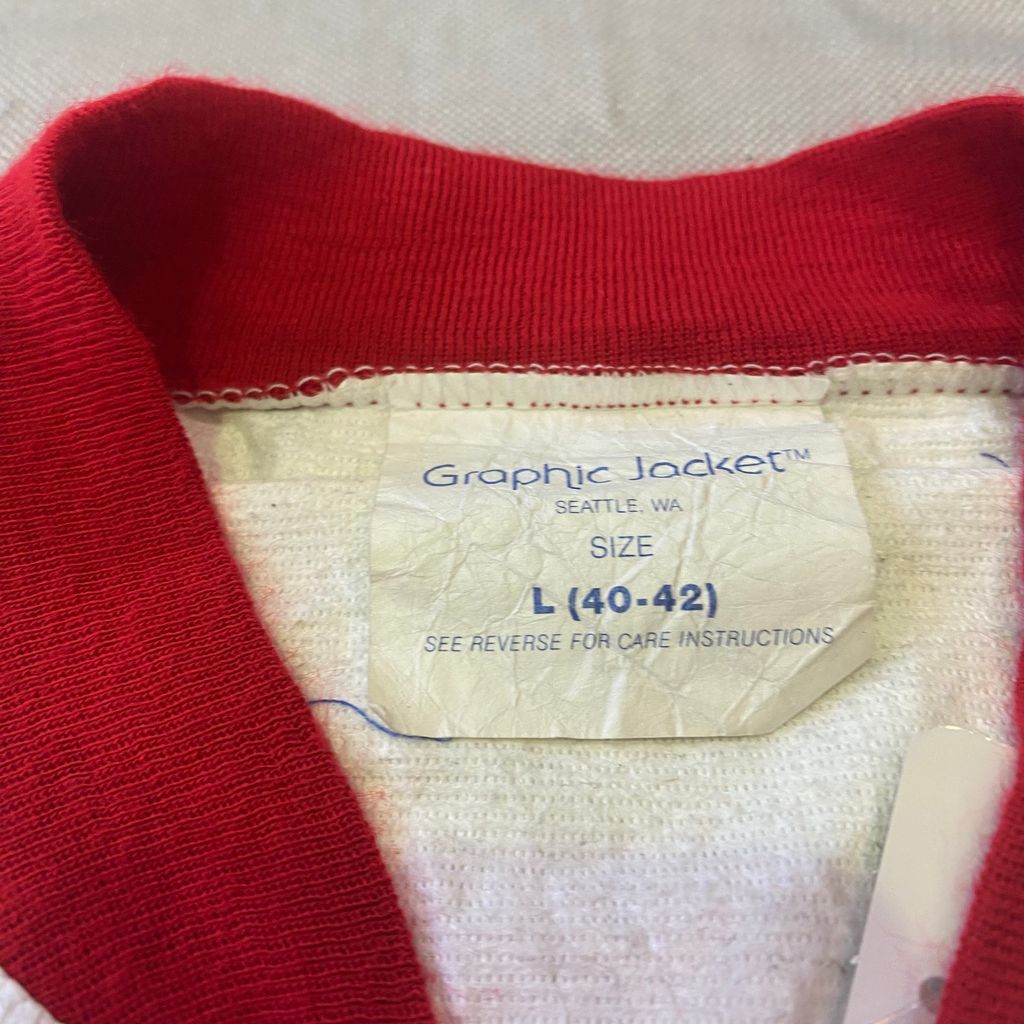 Graphic Jacket™
SEATTLE, WA
SIZE
L (40-42)
SEE REVERSE FOR CARE INSTRUCTIONS